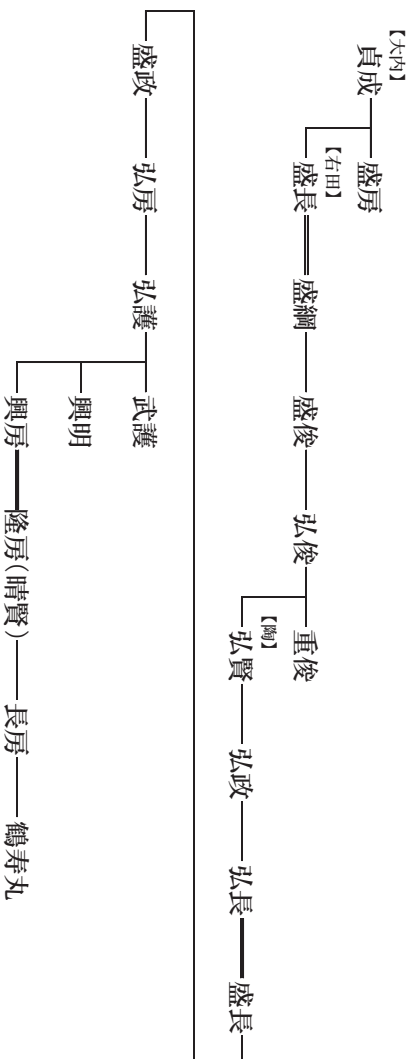 【大内】
貞成
盛房
【右田】
盛長
盛綱
盛俊
弘俊
重俊
【陶】
弘賢
弘政
弘長
盛長
盛政
弘房
弘護
武護
興明
興房
隆房(晴賢)
長房
鶴寿丸